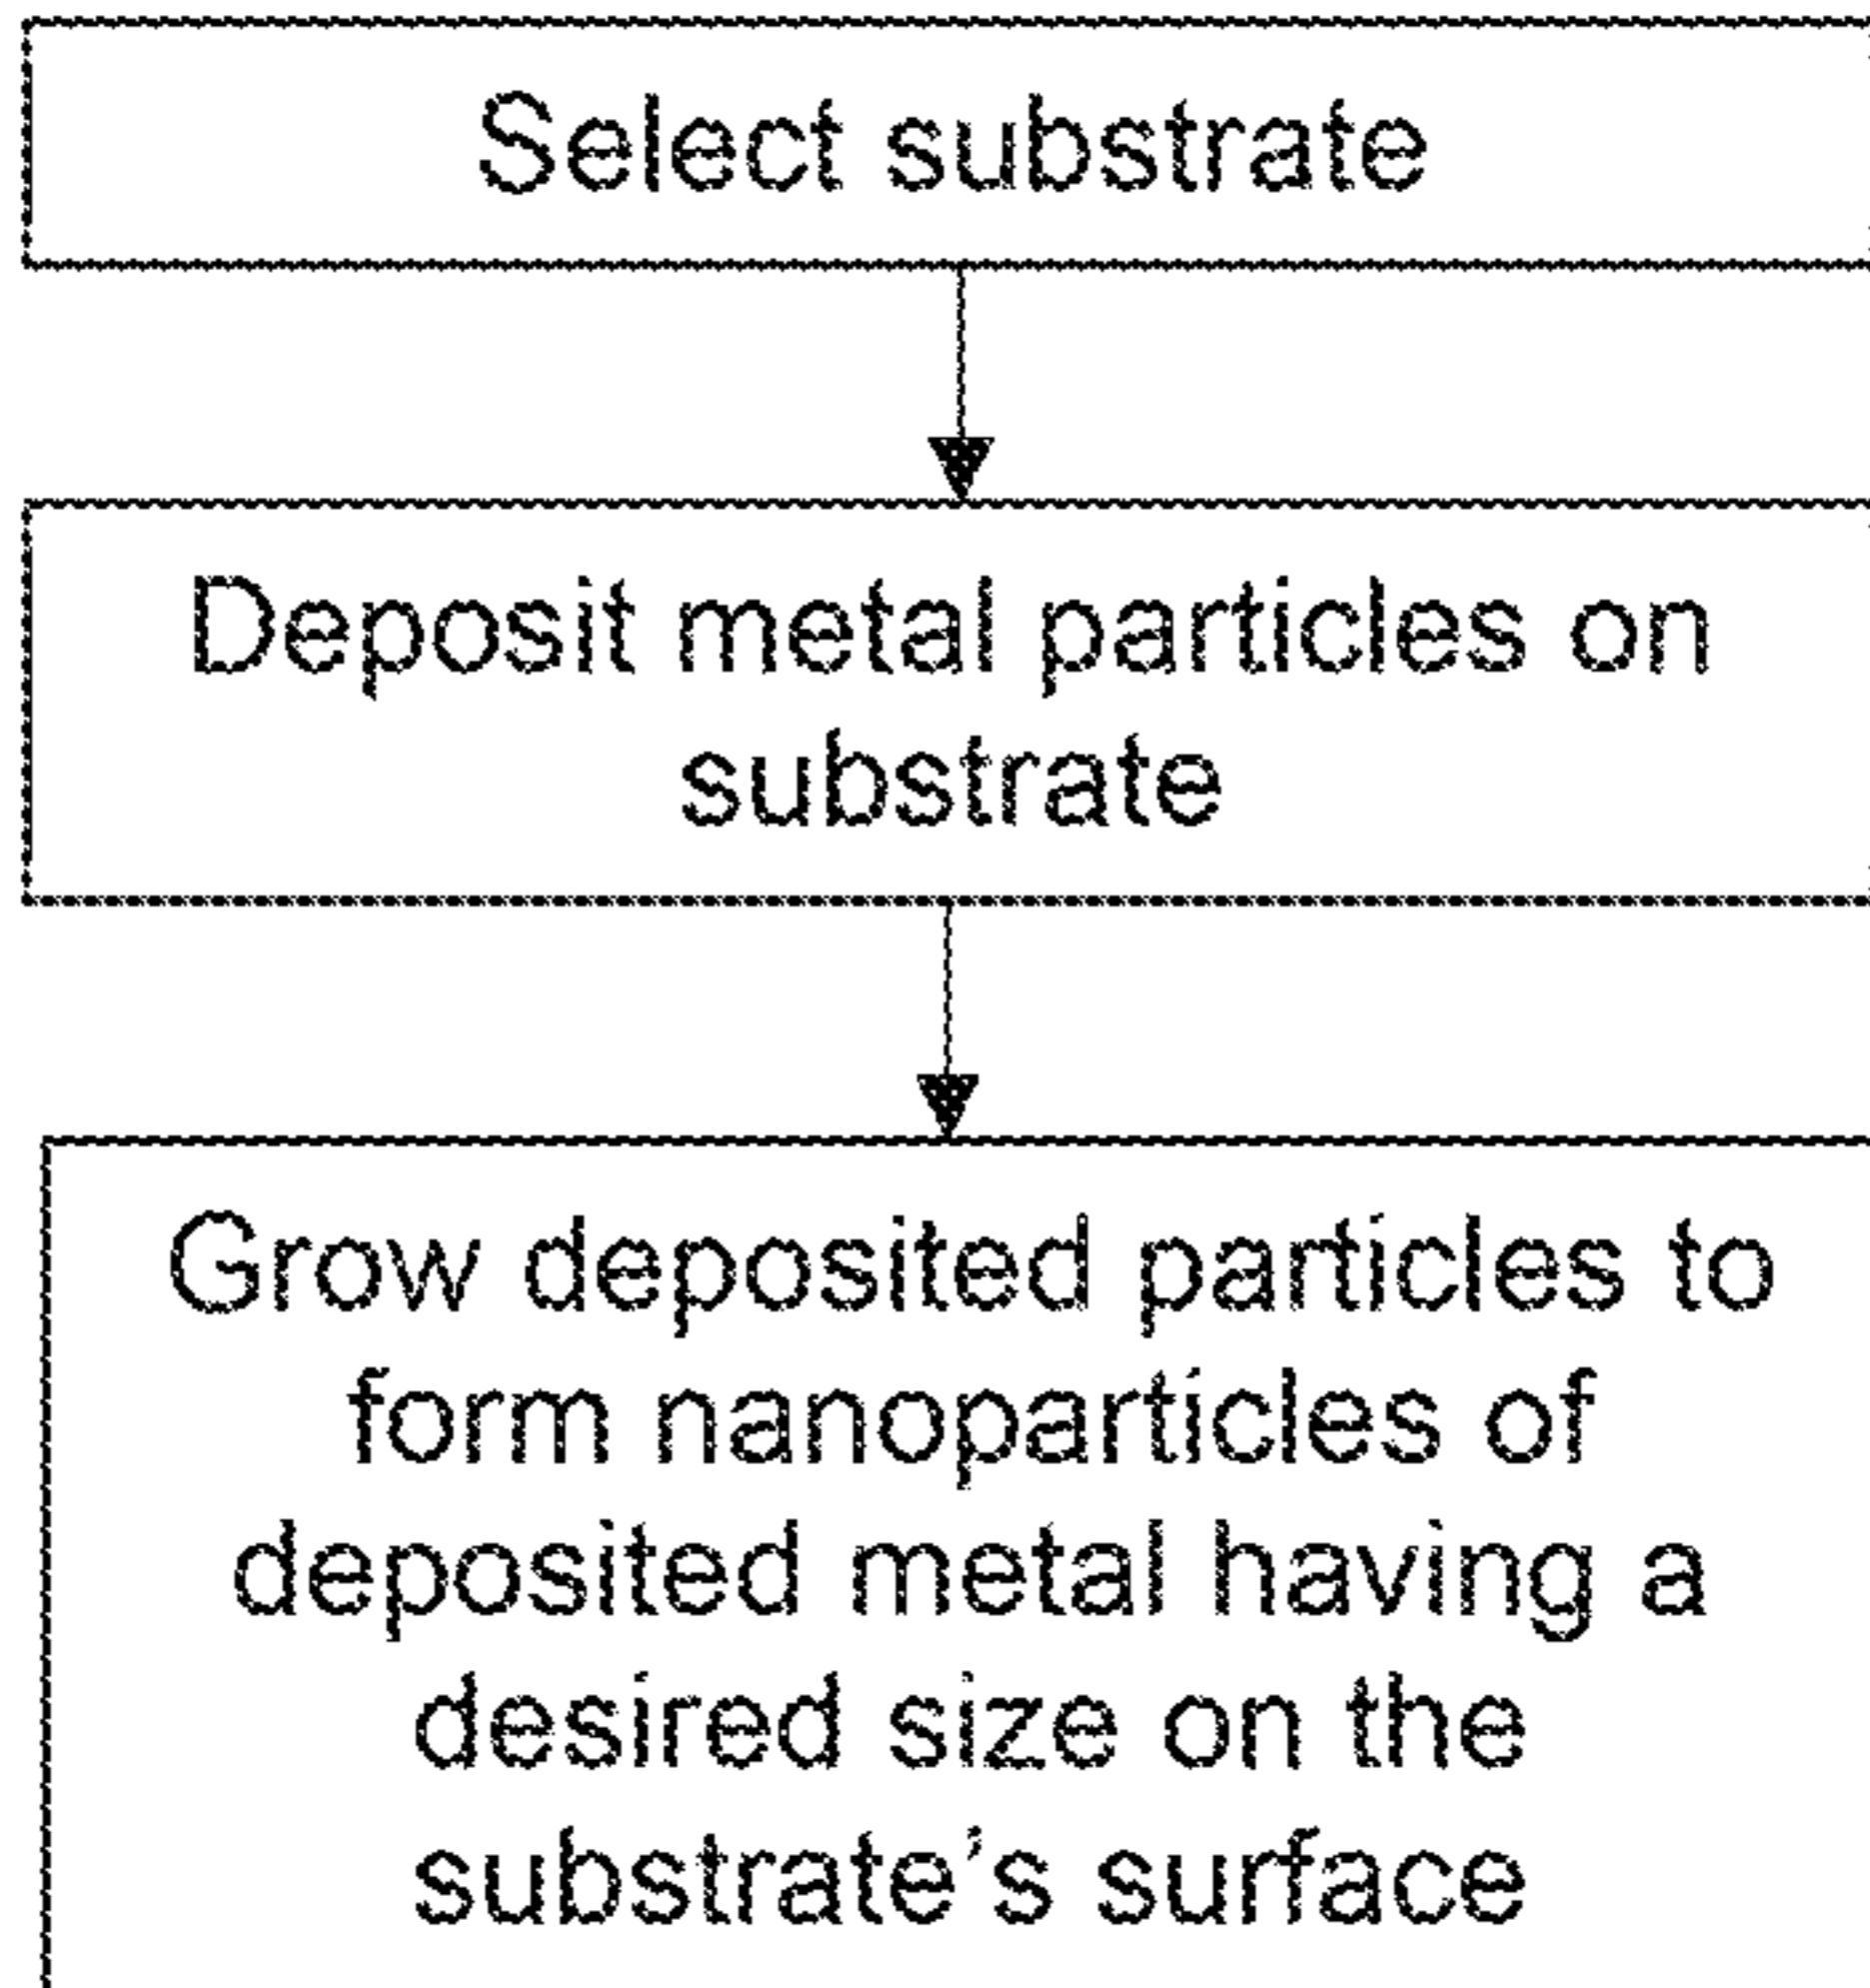 Select substrate
Deposit metal particles on
substrate
Grow deposited particles to
form nanoparticles of
deposited metal having a
desired size on the
substrate’s surface